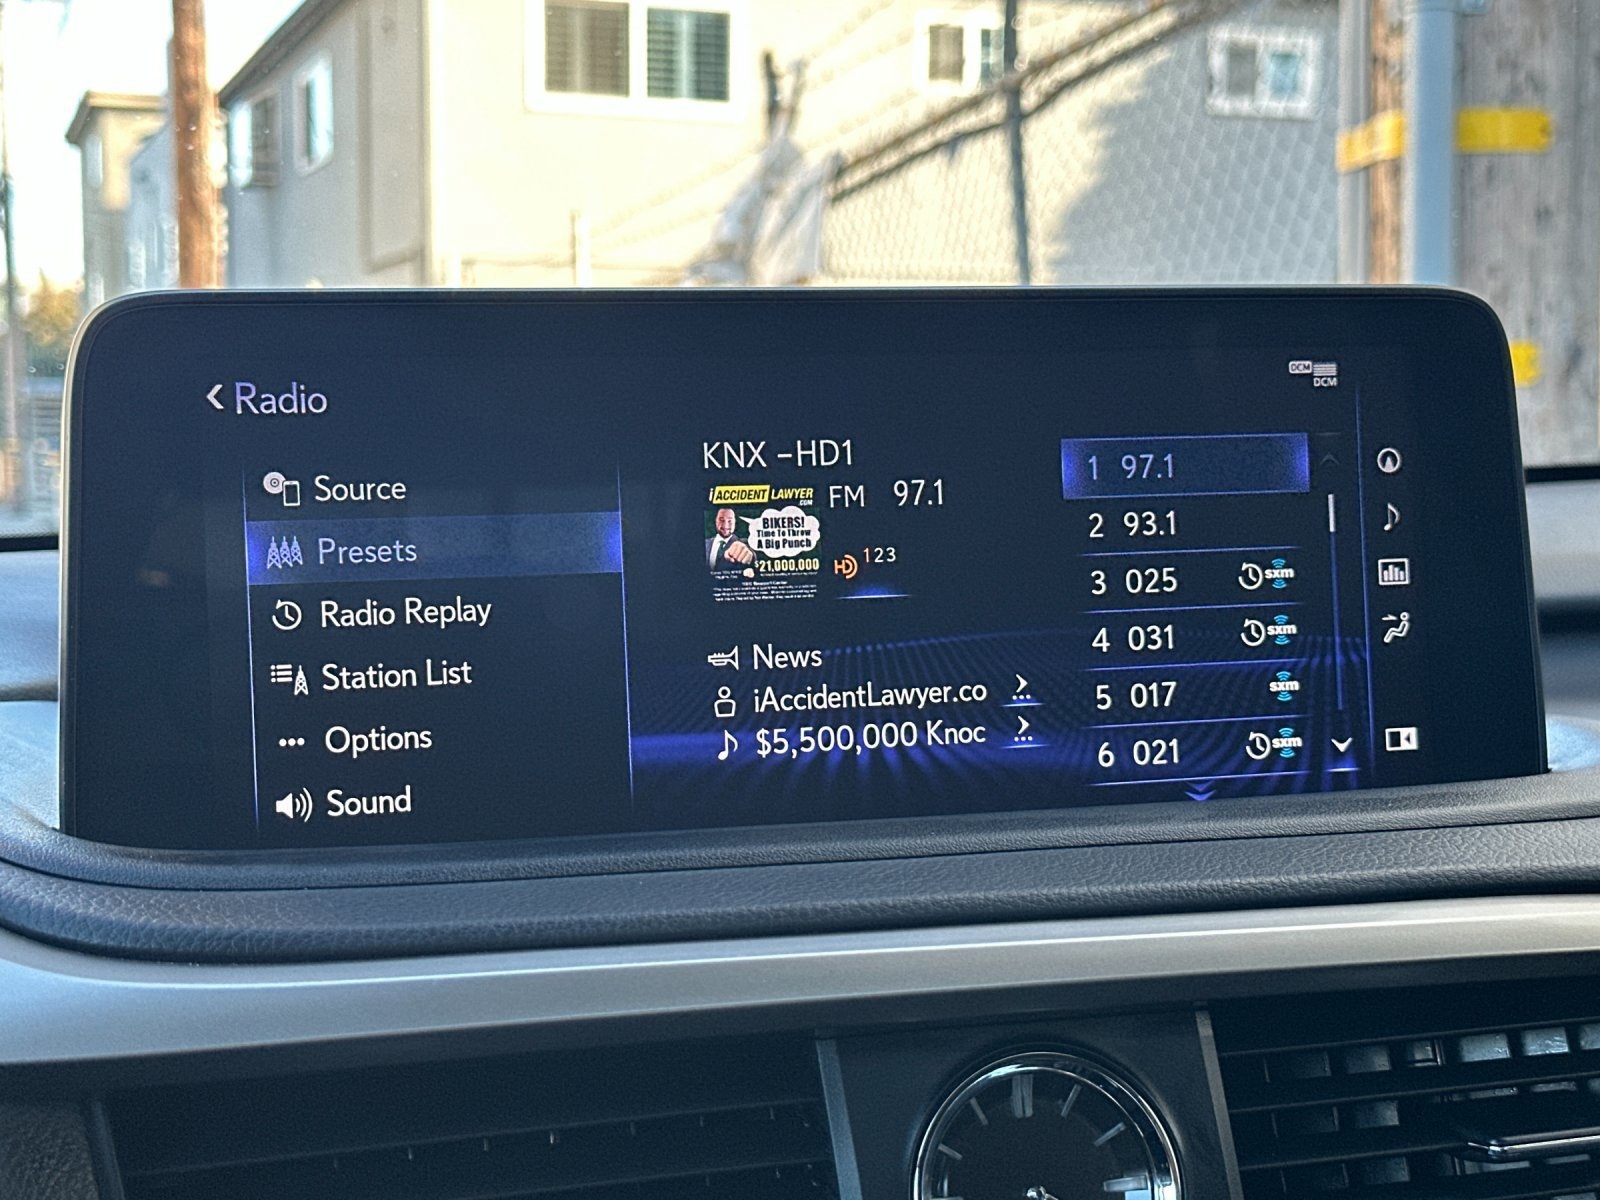 DCM
DCM
Radio
Source
Presets
Radio Replay
Station List
Options
Sound
KNX -HD1
FM 97.1
iACCIDENT LAWYER
.COM
BIKERS!
Time To Throw
A Big Punch
$21,000,000
HD 123
News
iAccidentLawyer.co
$5,500,000 Knoc
1 97.1
2 93.1
3 025 sxm
4 031 sxm
5 017 sxm
6 021 sxm